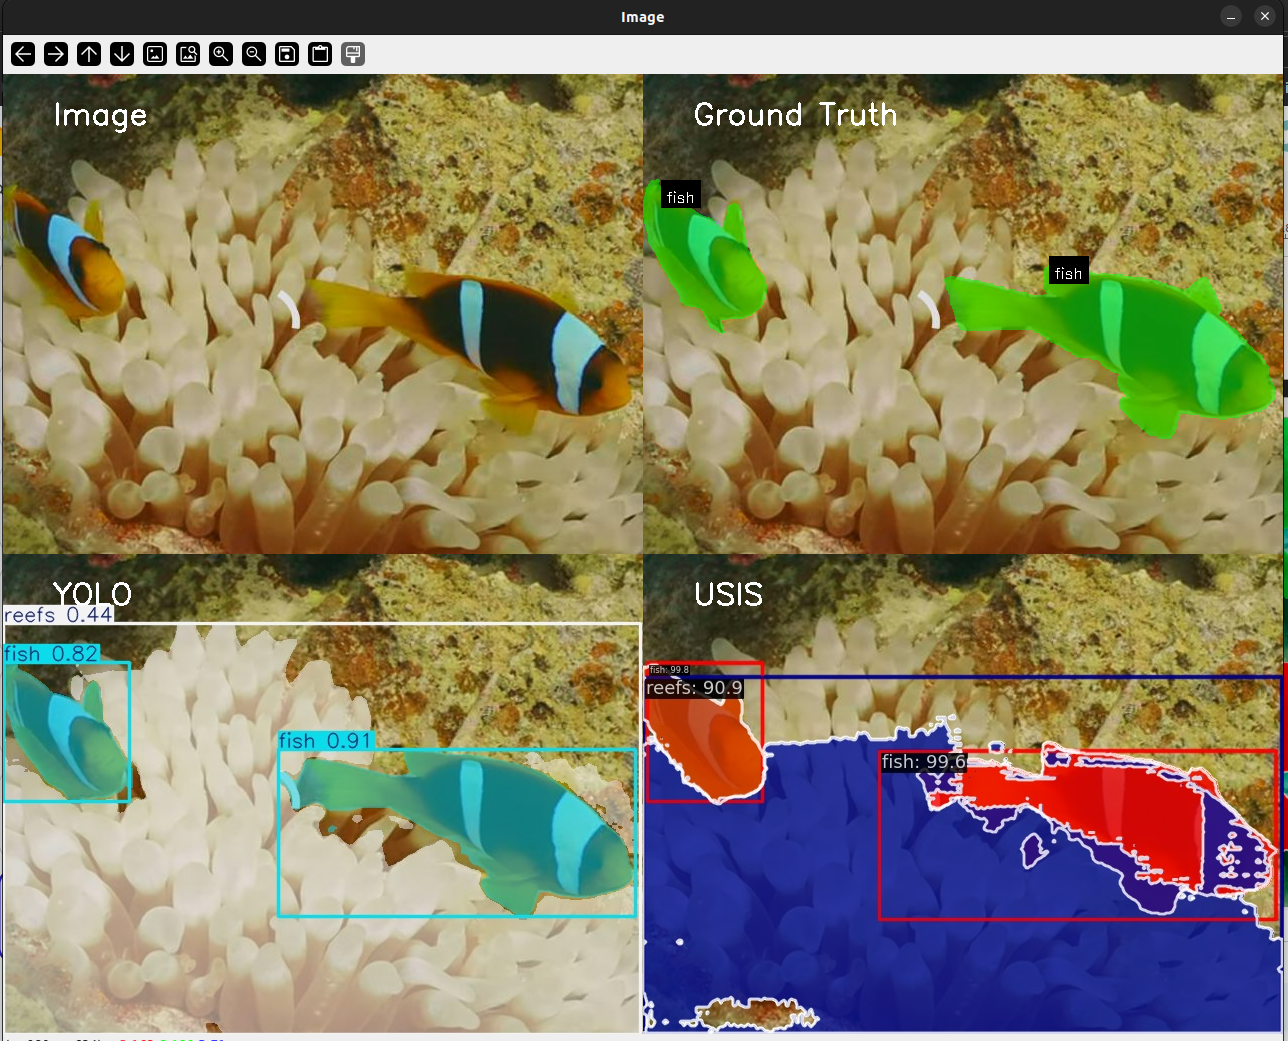 Image
Image
Ground Truth
fish
fish
YOLO
reefs 0.44
fish 0.82
fish 0.91
USIS
fish: 99.8
reefs: 90.9
fish: 99.6